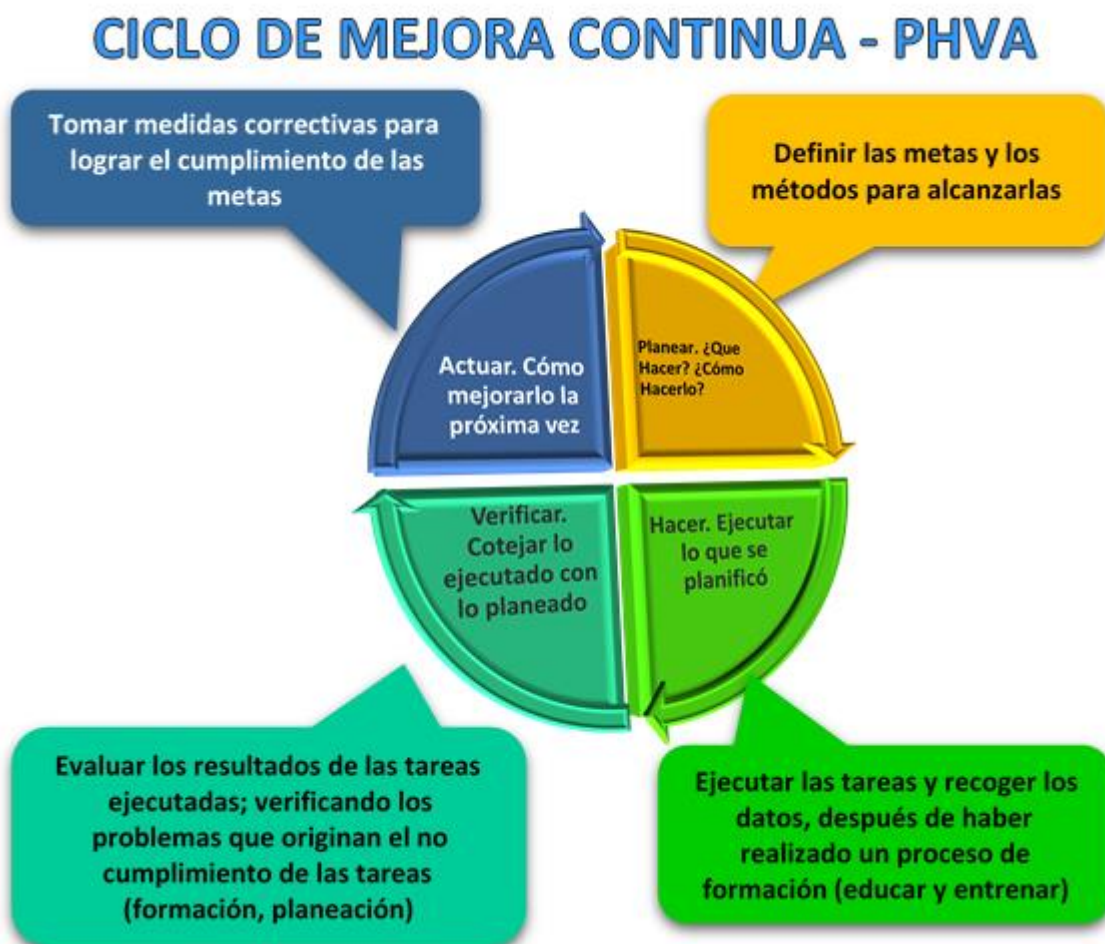 CICLO DE MEJORA CONTINUA - PHVA
Tomar medidas correctivas para
lograr el cumplimiento de las
metas
Definir las metas y los
métodos para alcanzarlas
Actuar. Cómo
mejorarlo la
próxima vez
Planear. ¿Que
Hacer? ¿Cómo
Hacerlo?
Verificar.
Cotejar lo
ejecutado con
lo planeado
Hacer. Ejecutar
lo que se
planificó
Evaluar los resultados de las tareas
ejecutadas; verificando los
problemas que originan el no
cumplimiento de las tareas
(formación, planeación)
Ejecutar las tareas y recoger los
datos, después de haber
realizado un proceso de
formación (educar y entrenar)